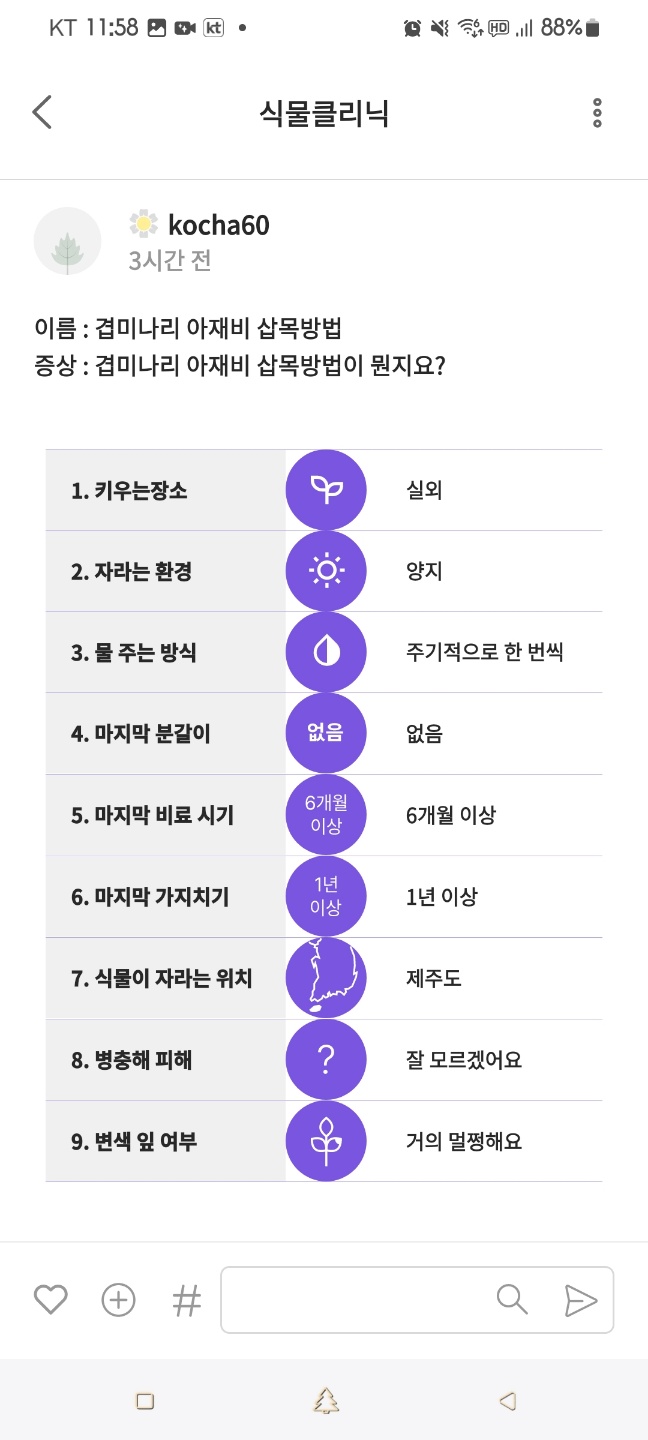 KT 11:58 kt HD 88%
식물클리닉
kocha60
3시간 전
이름 : 겹미나리 아재비 삽목방법
증상 : 겹미나리 아재비 삽목방법이 뭔지요?
1. 키우는장소 실외
2. 자라는 환경 양지
3. 물 주는 방식 주기적으로 한 번씩
4. 마지막 분갈이 없음 없음
5. 마지막 비료 시기 6개월 이상 6개월 이상
6. 마지막 가지치기 1년 이상 1년 이상
7. 식물이 자라는 위치 제주도
8. 병충해 피해 ? 잘 모르겠어요
9. 변색 잎 여부 거의 멀쩡해요
#